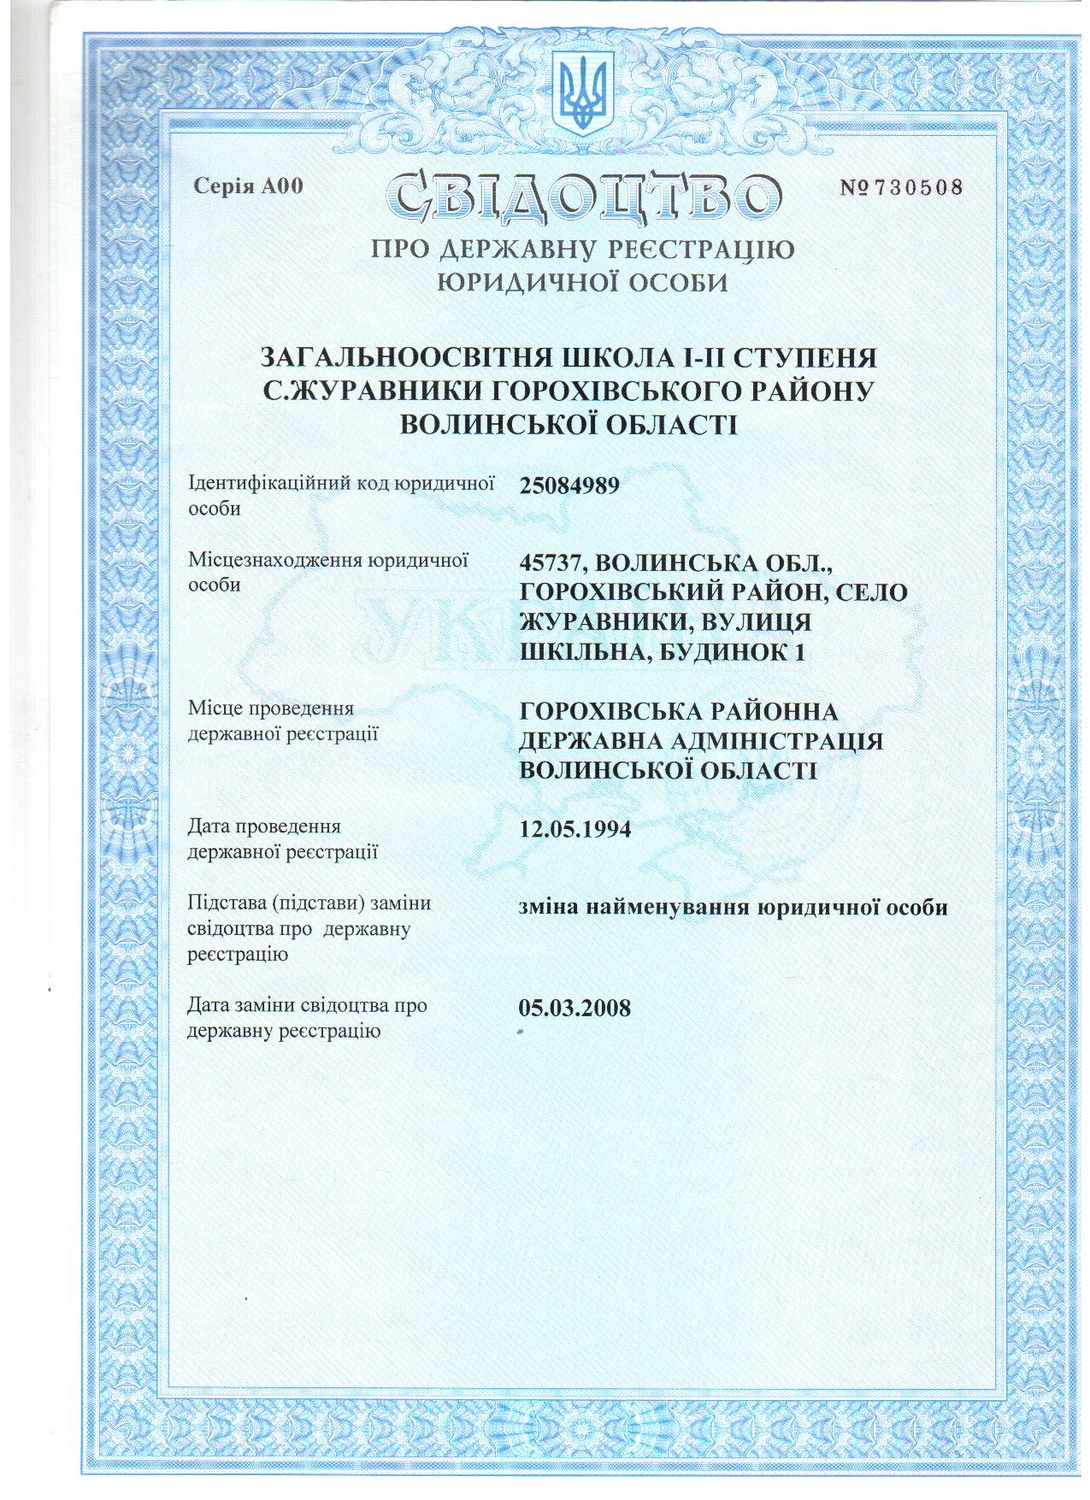 Серія А00
СВІДОЦТВО
№730508
ПРО ДЕРЖАВНУ РЕЄСТРАЦІЮ
ЮРИДИЧНОЇ ОСОБИ
ЗАГАЛЬНООСВІТНЯ ШКОЛА І-ІІ СТУПЕНЯ
С.ЖУРАВНИКИ ГОРОХІВСЬКОГО РАЙОНУ
ВОЛИНСЬКОЇ ОБЛАСТІ
Ідентифікаційний код юридичної
особи
25084989
Місцезнаходження юридичної
особи
45737, ВОЛИНСЬКА ОБЛ.,
ГОРОХІВСЬКИЙ РАЙОН, СЕЛО
ЖУРАВНИКИ, ВУЛИЦЯ
ШКІЛЬНА, БУДИНОК 1
Місце проведення
державної реєстрації
ГОРОХІВСЬКА РАЙОННА
ДЕРЖАВНА АДМІНІСТРАЦІЯ
ВОЛИНСЬКОЇ ОБЛАСТІ
Дата проведення
державної реєстрації
12.05.1994
Підстава (підстави) заміни
свідоцтва про державну
реєстрацію
зміна найменування юридичної особи
Дата заміни свідоцтва про
державну реєстрацію
05.03.2008